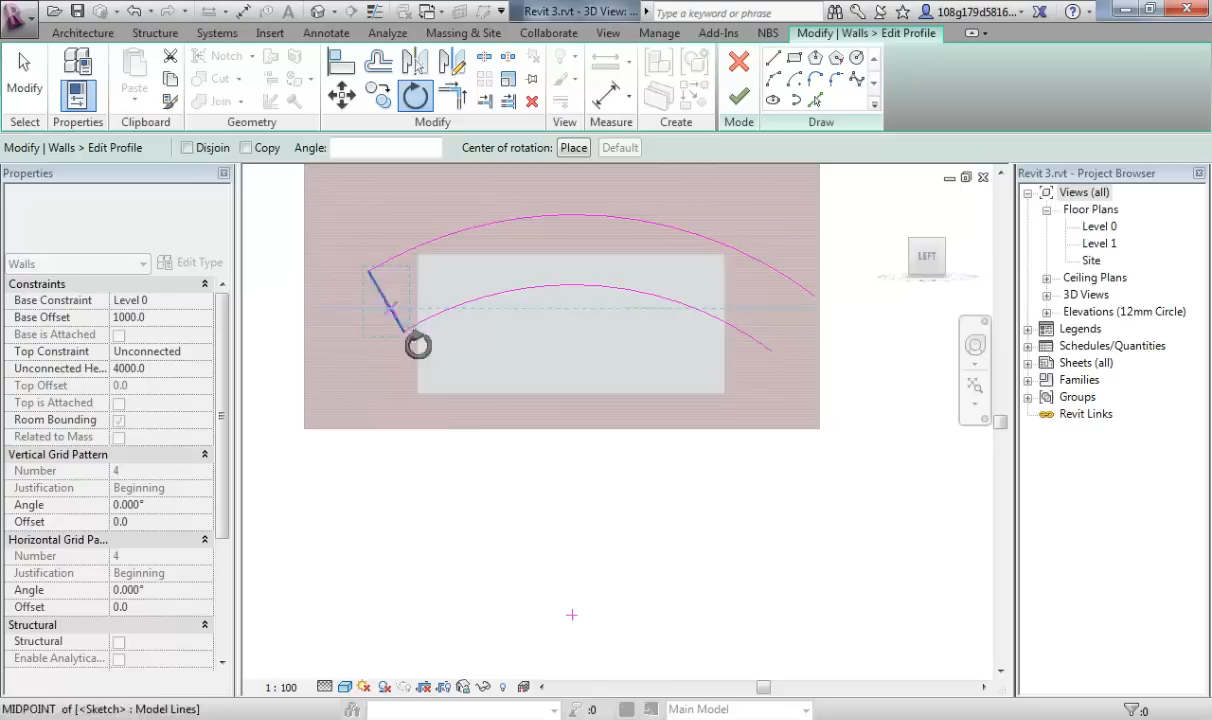 Revit 3.rvt - 3D View: ...
Type a keyword or phrase
108g179d5816...
Architecture
Structure
Systems
Insert
Annotate
Analyze
Massing & Site
Collaborate
View
Manage
Add-Ins
NBS
Modify | Walls > Edit Profile
Modify
Paste
Notch
Cut
Join
Select
Properties
Clipboard
Geometry
Modify
View
Measure
Create
Mode
Draw
Modify | Walls > Edit Profile
Disjoin
Copy
Angle:
Center of rotation:
Place
Default
Properties
Walls
Edit Type
Constraints
Base Constraint Level 0
Base Offset 1000.0
Base is Attached
Top Constraint Unconnected
Unconnected He... 4000.0
Top Offset 0.0
Top is Attached
Room Bounding
Related to Mass
Vertical Grid Pattern
Number 4
Justification Beginning
Angle 0.000°
Offset 0.0
Horizontal Grid Pa...
Number 4
Justification Beginning
Angle 0.000°
Offset 0.0
Structural
Structural
Enable Analytica...
LEFT
Revit 3.rvt - Project Browser
Views (all)
Floor Plans
Level 0
Level 1
Site
Ceiling Plans
3D Views
Elevations (12mm Circle)
Legends
Schedules/Quantities
Sheets (all)
Families
Groups
Revit Links
1 : 100
MIDPOINT of [<Sketch> : Model Lines]
:0
Main Model
:0